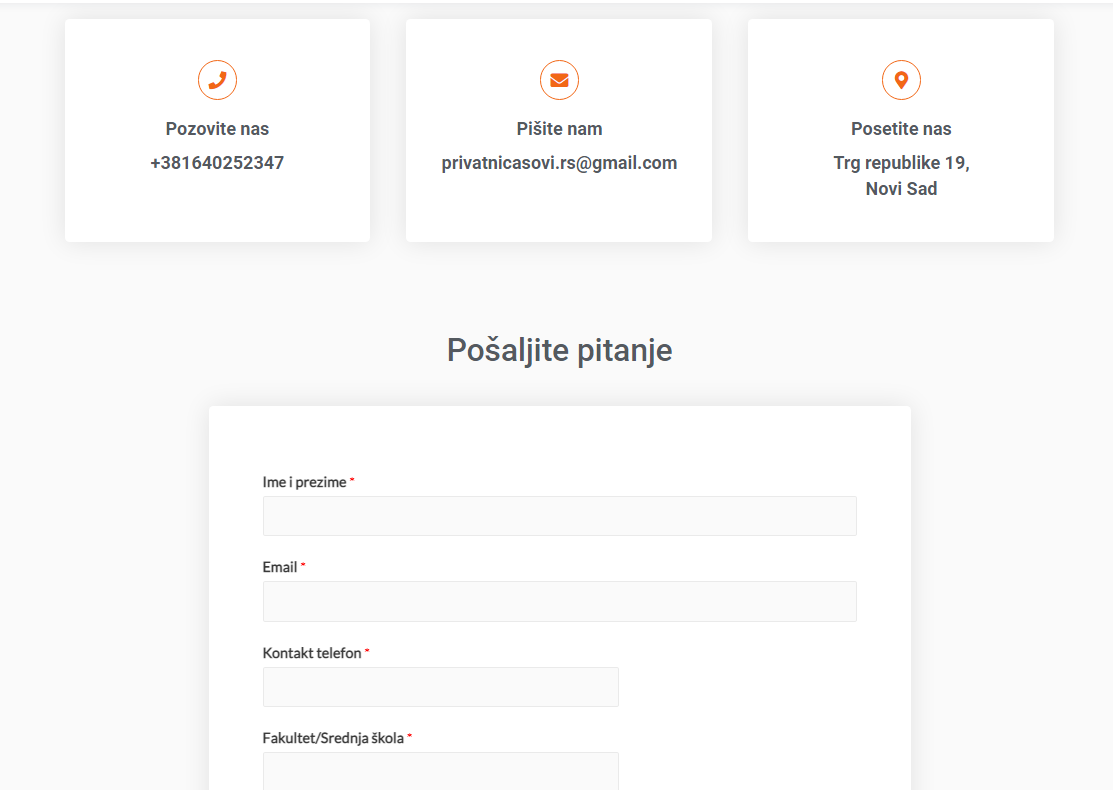 Pozovite nas
+381640252347
Pišite nam
privatnicasovi.rs@gmail.com
Posetite nas
Trg republike 19,
Novi Sad
Pošaljite pitanje
Ime i prezime *
Email *
Kontakt telefon *
Fakultet/Srednja škola *